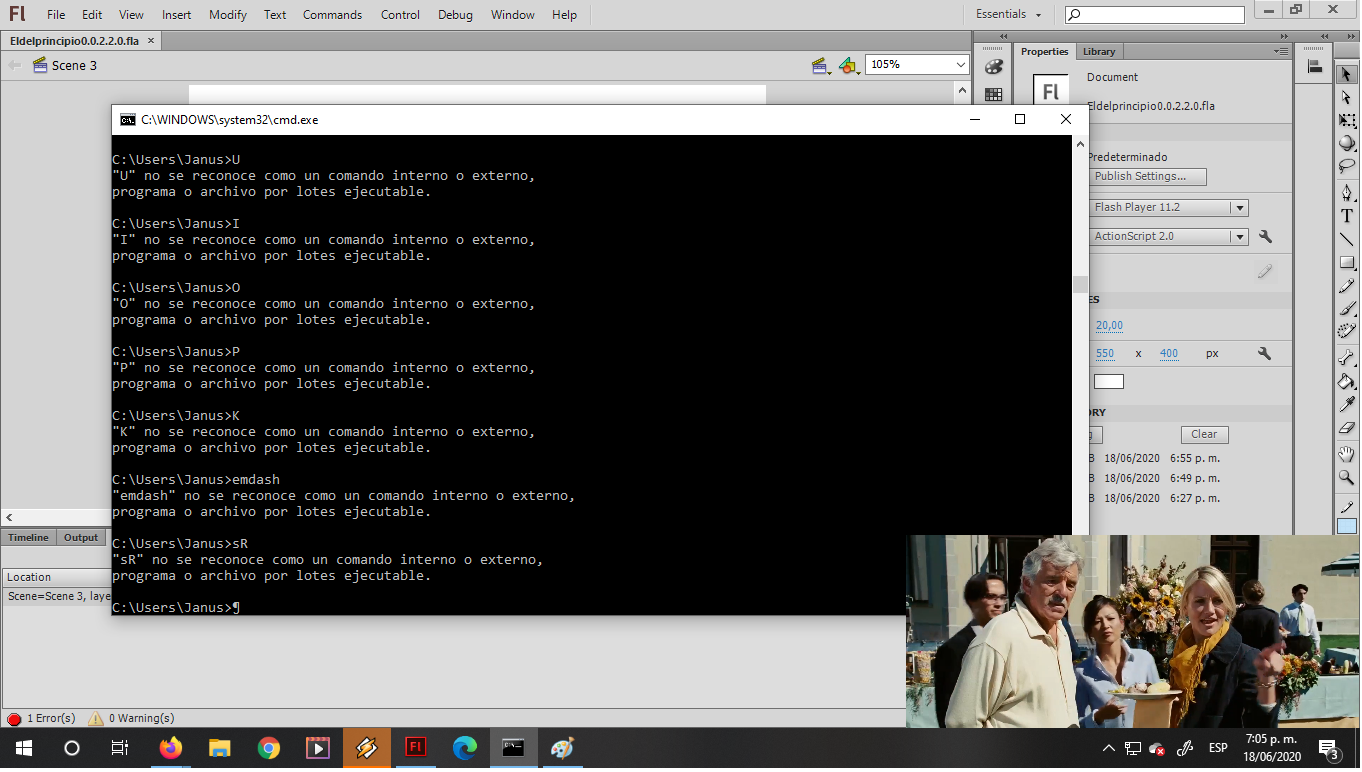 Fl File Edit View Insert Modify Text Commands Control Debug Window Help Essentials
Eldelprincipio0.0.2.2.0.fla ×
Scene 3 105%
C:\WINDOWS\system32\cmd.exe
C:\Users\Janus>U
"U" no se reconoce como un comando interno o externo,
programa o archivo por lotes ejecutable.
C:\Users\Janus>I
"I" no se reconoce como un comando interno o externo,
programa o archivo por lotes ejecutable.
C:\Users\Janus>O
"O" no se reconoce como un comando interno o externo,
programa o archivo por lotes ejecutable.
C:\Users\Janus>P
"P" no se reconoce como un comando interno o externo,
programa o archivo por lotes ejecutable.
C:\Users\Janus>K
"K" no se reconoce como un comando interno o externo,
programa o archivo por lotes ejecutable.
C:\Users\Janus>emdash
"emdash" no se reconoce como un comando interno o externo,
programa o archivo por lotes ejecutable.
C:\Users\Janus>sR
"sR" no se reconoce como un comando interno o externo,
programa o archivo por lotes ejecutable.
C:\Users\Janus>¶
Properties Library
Document
Fl
Eldelprincipio0.0.2.2.0.fla
Predeterminado
Publish Settings...
Flash Player 11.2
ActionScript 2.0
ES
20,00
550 x 400 px
ORY
Clear
B 18/06/2020 6:55 p. m.
B 18/06/2020 6:49 p. m.
B 18/06/2020 6:27 p. m.
Timeline Output
Location
Scene=Scene 3, laye
1 Error(s) 0 Warning(s)
Fl ESP 7:05 p. m.
18/06/2020 3